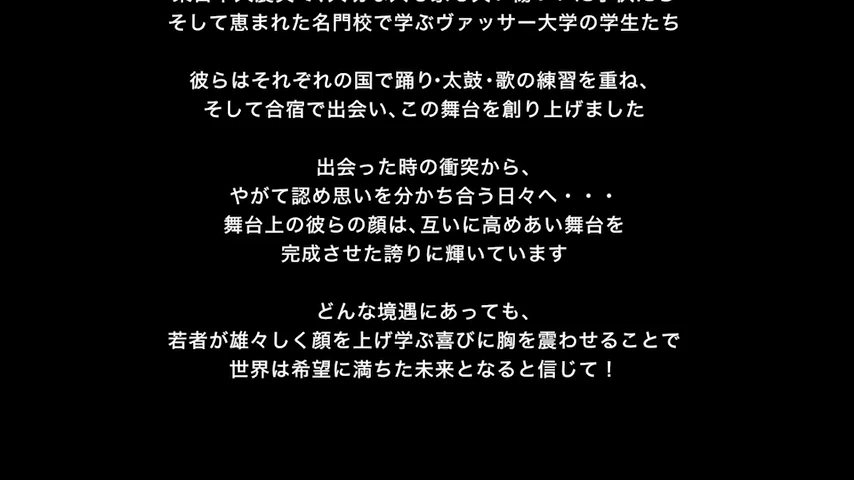 そして恵まれた名門校で学ぶヴァッサー大学の学生たち
彼らはそれぞれの国で踊り・太鼓・歌の練習を重ね、
そして合宿で出会い、この舞台を創り上げました
出会った時の衝突から、
やがて認め思いを分かち合う日々へ・・・
舞台上の彼らの顔は、互いに高めあい舞台を
完成させた誇りに輝いています
どんな境遇にあっても、
若者が雄々しく顔を上げ学ぶ喜びに胸を震わせることで
世界は希望に満ちた未来となると信じて！